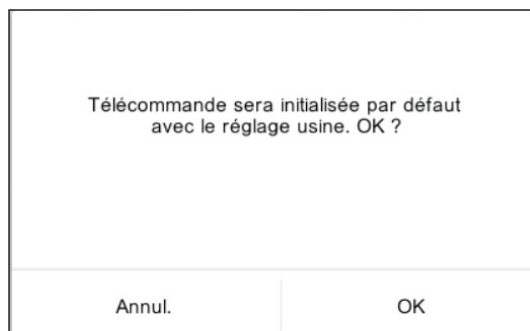 Télécommande sera initialisée par défaut
avec le réglage usine. OK ?
Annul.
OK